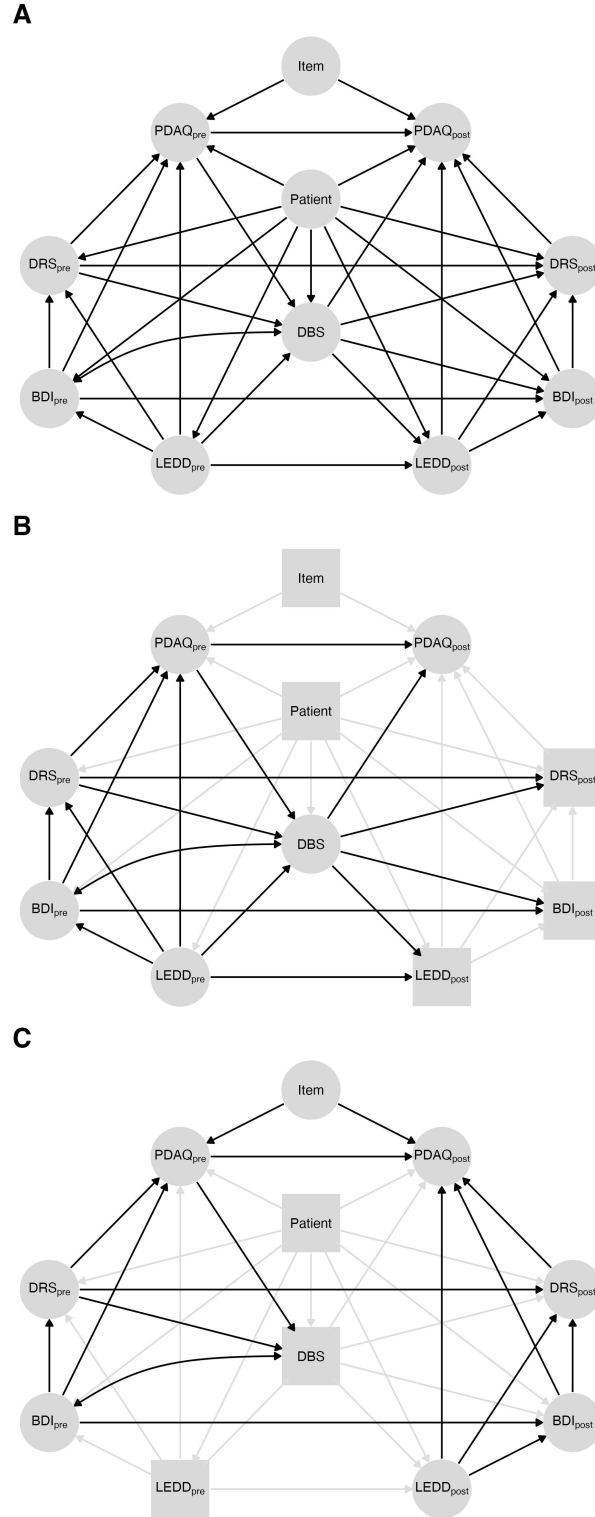 A
Item
PDAQpre
PDAQpost
Patient
DRSpre
DRSpost
DBS
BDIpre
BDIpost
LEDDpre
LEDDpost
B
Item
PDAQpre
PDAQpost
Patient
DRSpre
DRSpost
DBS
BDIpre
BDIpost
LEDDpre
LEDDpost
C
Item
PDAQpre
PDAQpost
Patient
DRSpre
DRSpost
DBS
BDIpre
BDIpost
LEDDpre
LEDDpost